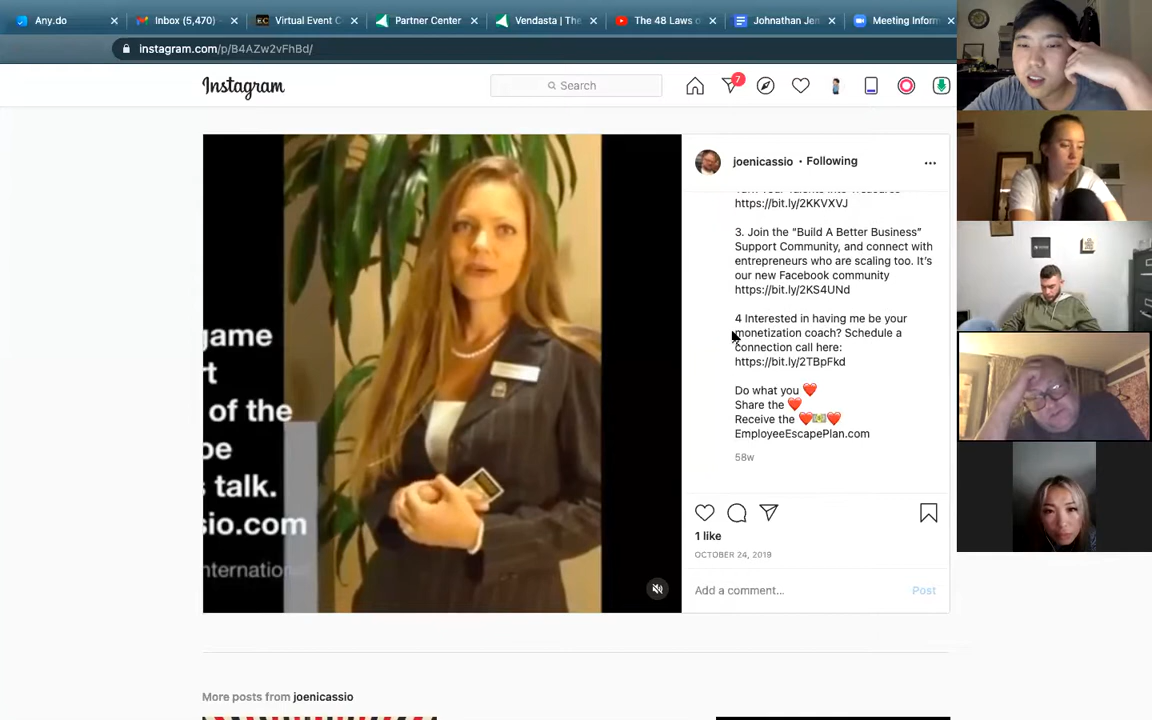 Any.do
Inbox (5,470)
Virtual Event C
Partner Center
Vendasta | The
The 48 Laws o
Johnathan Jen
Meeting Inform
instagram.com/p/B4AZw2vFhBd/
Instagram
Search
7
joenicassio • Following
https://bit.ly/2KKVXVJ
3. Join the “Build A Better Business”
Support Community, and connect with
entrepreneurs who are scaling too. It’s
our new Facebook community
https://bit.ly/2KS4UNd
4 Interested in having me be your
monetization coach? Schedule a
connection call here:
https://bit.ly/2TBpFkd
Do what you ❤️
Share the ❤️
Receive the ❤️💵❤️
EmployeeEscapePlan.com
58w
game
rt
of the
talk.
sio.com
nternation
1 like
OCTOBER 24, 2019
Add a comment...
Post
More posts from joenicassio